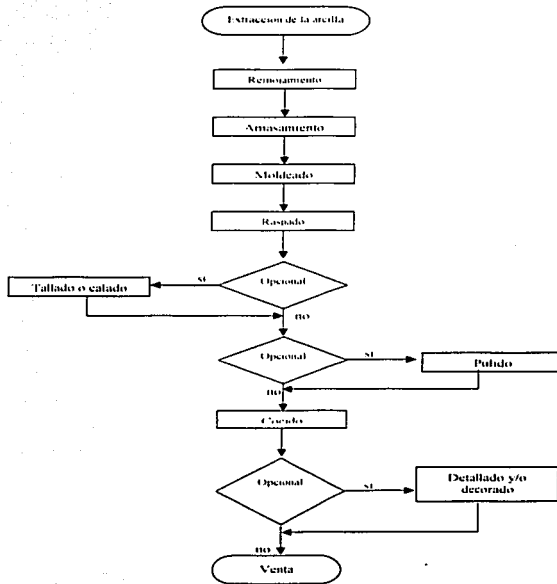 Extraccion de la arcilla
Remojamiento
Amasamiento
Moldeado
Raspado
Opcional
si
Tallado o calado
no
Opcional
si
Pulido
no
Cocido
Opcional
si
Detallado y/o
decorado
no
Venta